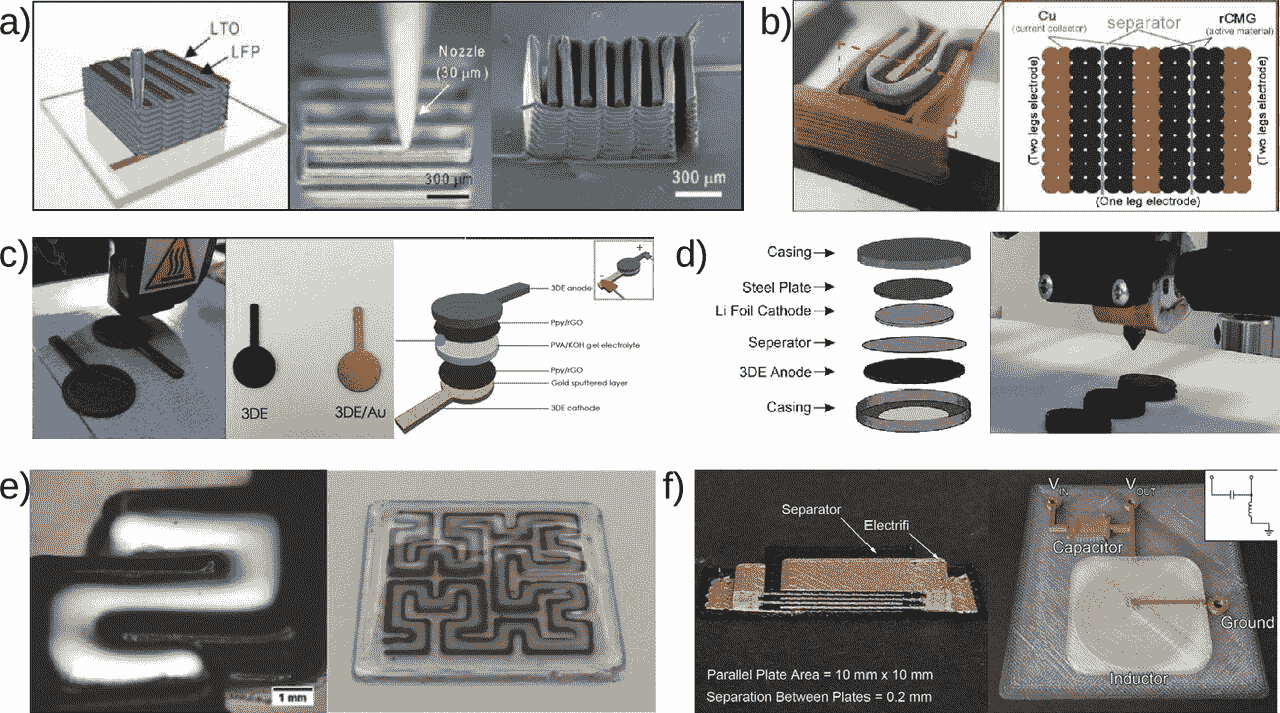 a)
LTO
LFP
Nozzle
(30 µm)
300 µm
300 µm
b)
Cu
(current collector)
separator
rCMG
(active material)
(Two legs electrode)
(Two legs electrode)
(One leg electrode)
c)
3DE
3DE/Au
3DE anode
Ppy/rGO
PVA/KOH gel electrolyte
Ppy/rGO
Gold sputtered layer
3DE cathode
+
-
d)
Casing
Steel Plate
Li Foil Cathode
Seperator
3DE Anode
Casing
e)
1 mm
f)
Separator
Electrifi
Parallel Plate Area = 10 mm x 10 mm
Separation Between Plates = 0.2 mm
VIN
VOUT
Capacitor
Ground
Inductor